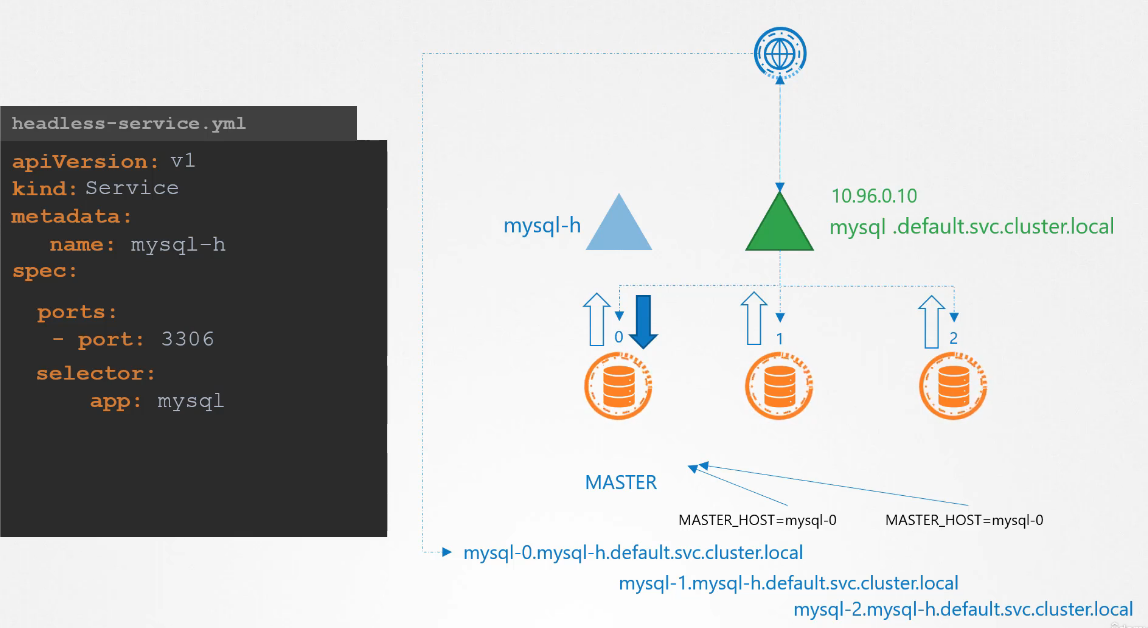 headless-service.yml
apiVersion: v1
kind: Service
metadata:
name: mysql-h
spec:
ports:
- port: 3306
selector:
app: mysql
mysql-h
10.96.0.10
mysql .default.svc.cluster.local
0
1
2
MASTER
MASTER_HOST=mysql-0
MASTER_HOST=mysql-0
mysql-0.mysql-h.default.svc.cluster.local
mysql-1.mysql-h.default.svc.cluster.local
mysql-2.mysql-h.default.svc.cluster.local